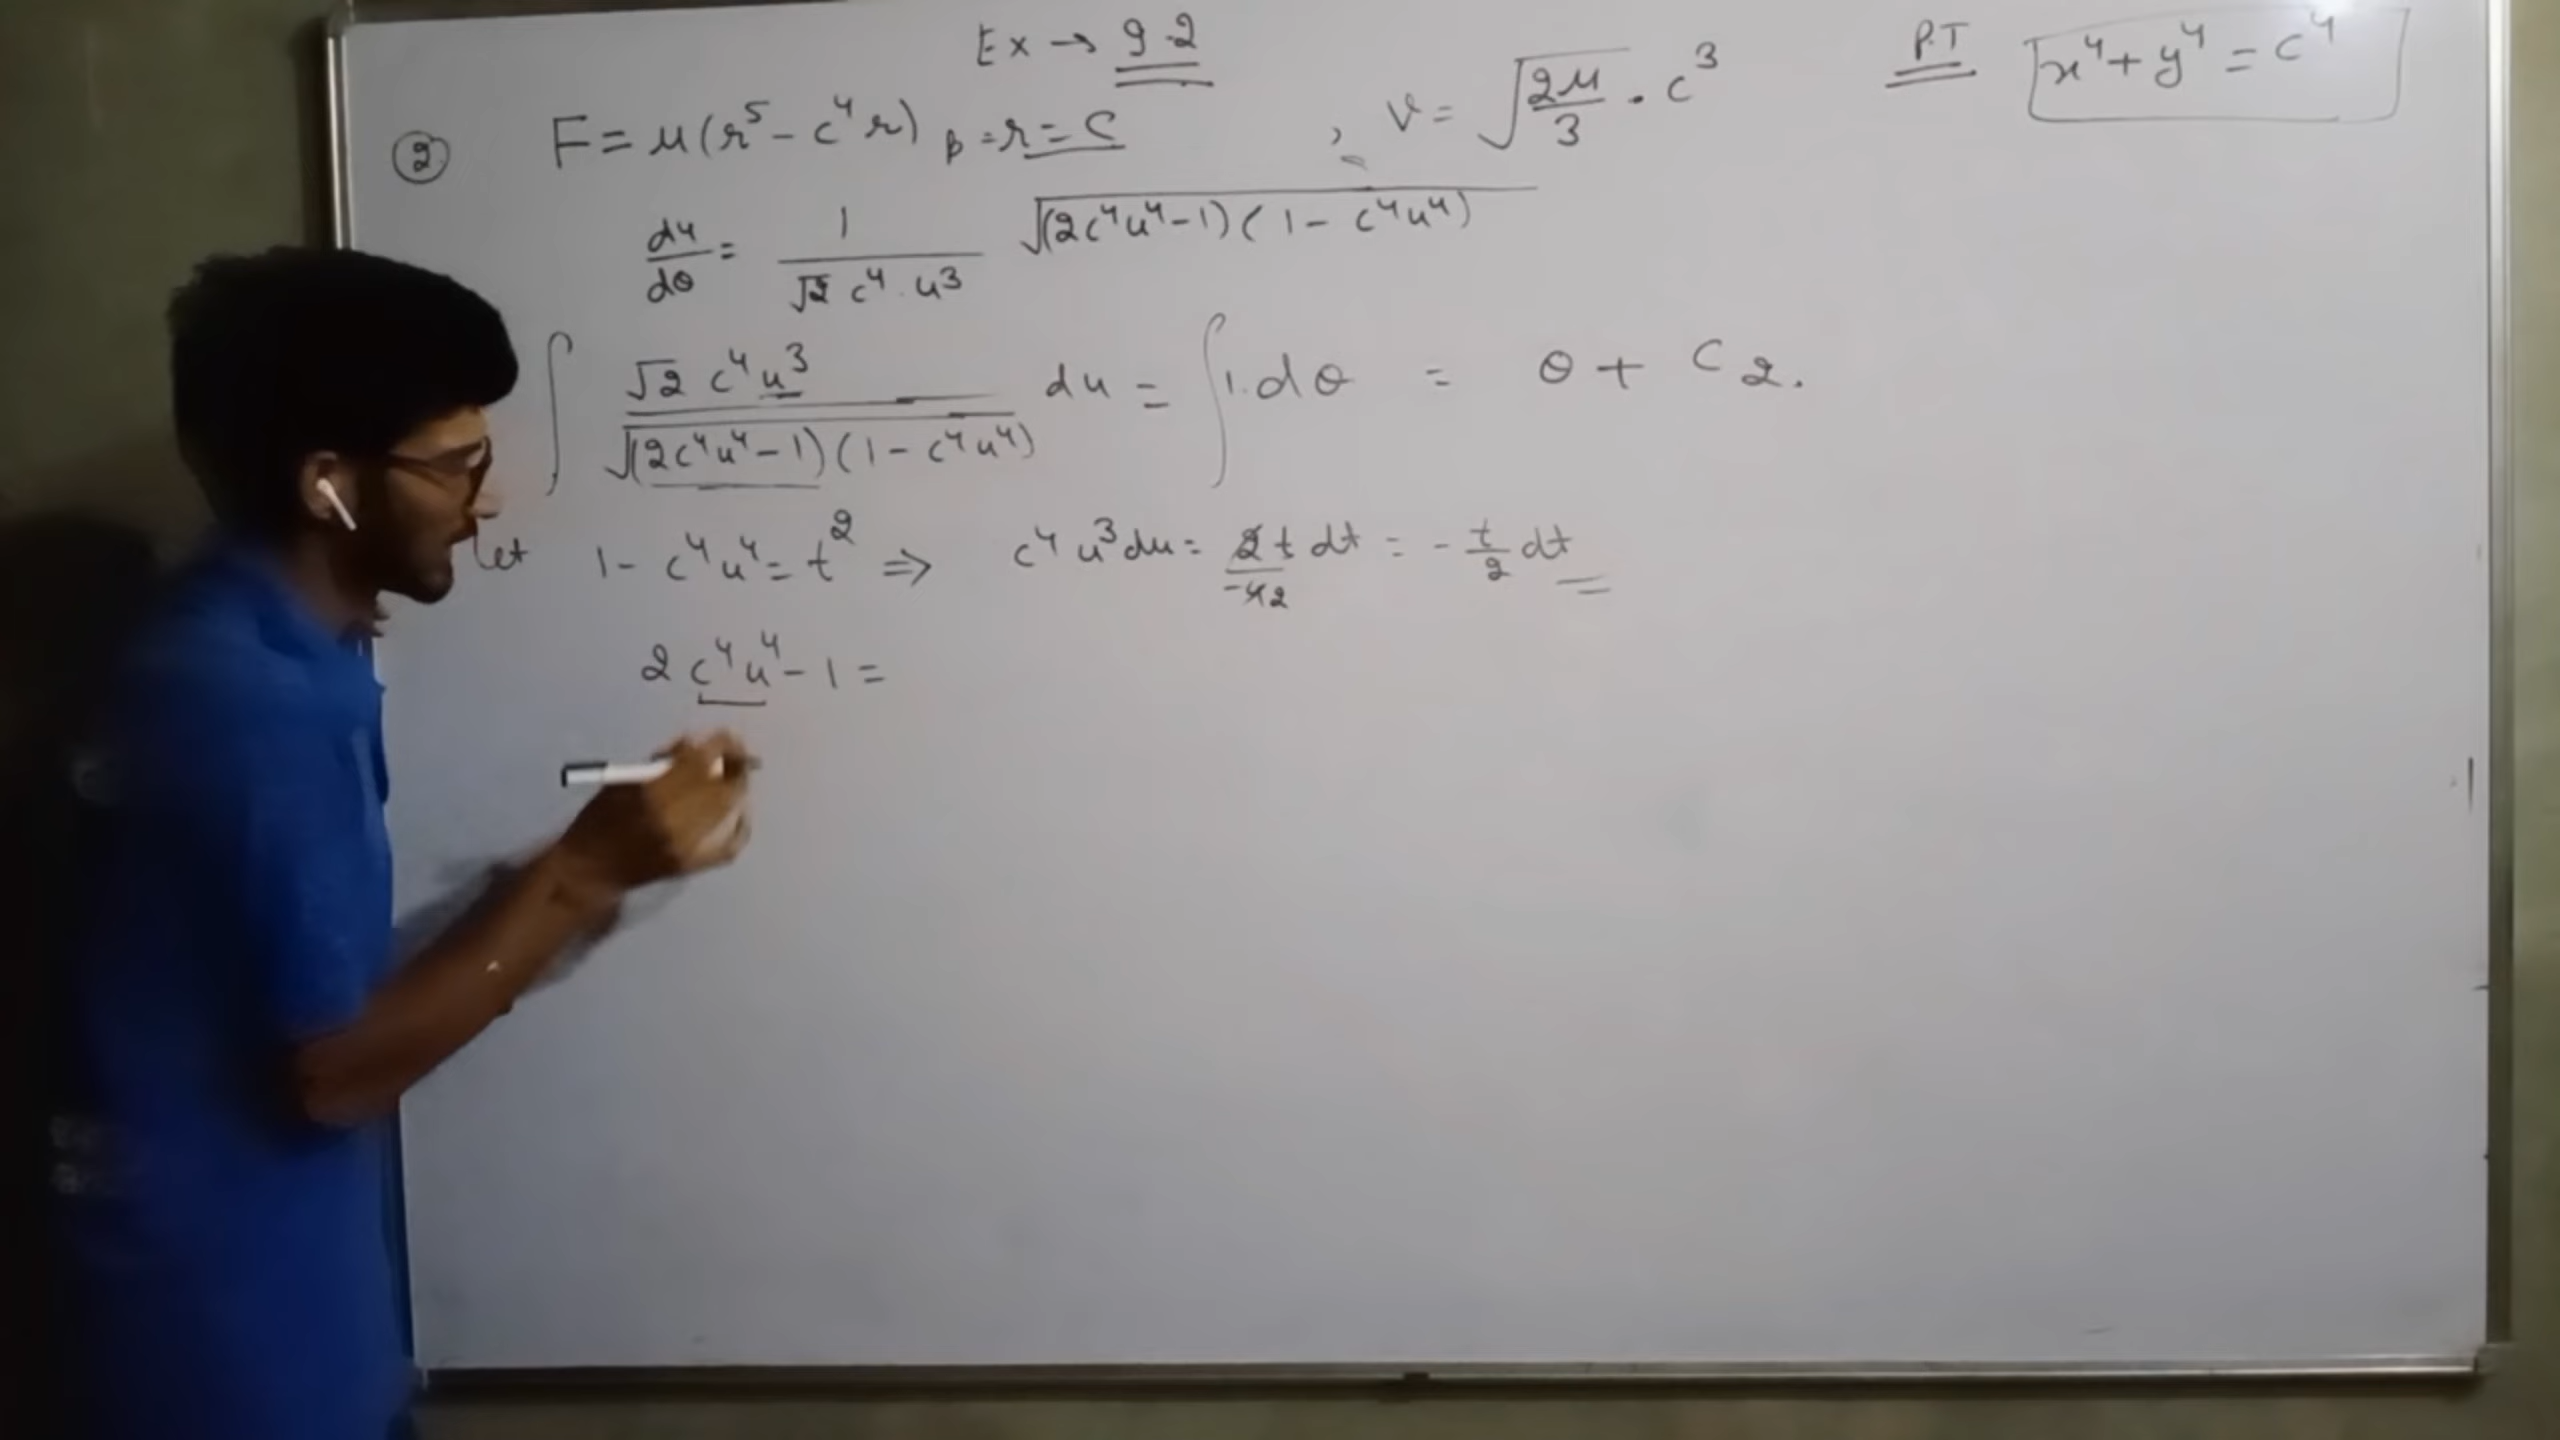 Ex → 9.2
② F = μ(r⁵ - c⁴r) p = r = c , v = √(2μ/3) . c³ P.T x⁴ + y⁴ = c⁴
du/dθ = 1/(√2 c⁴ . u³) √((2c⁴u⁴-1)(1 - c⁴u⁴))
∫ √2 c⁴u³/√((2c⁴u⁴-1)(1-c⁴u⁴)) du = ∫1.dθ = θ + C2.
let 1 - c⁴u⁴ = t² ⇒ c⁴u³du = 2t dt/-42 = - t/2 dt
2c⁴u⁴ - 1 =